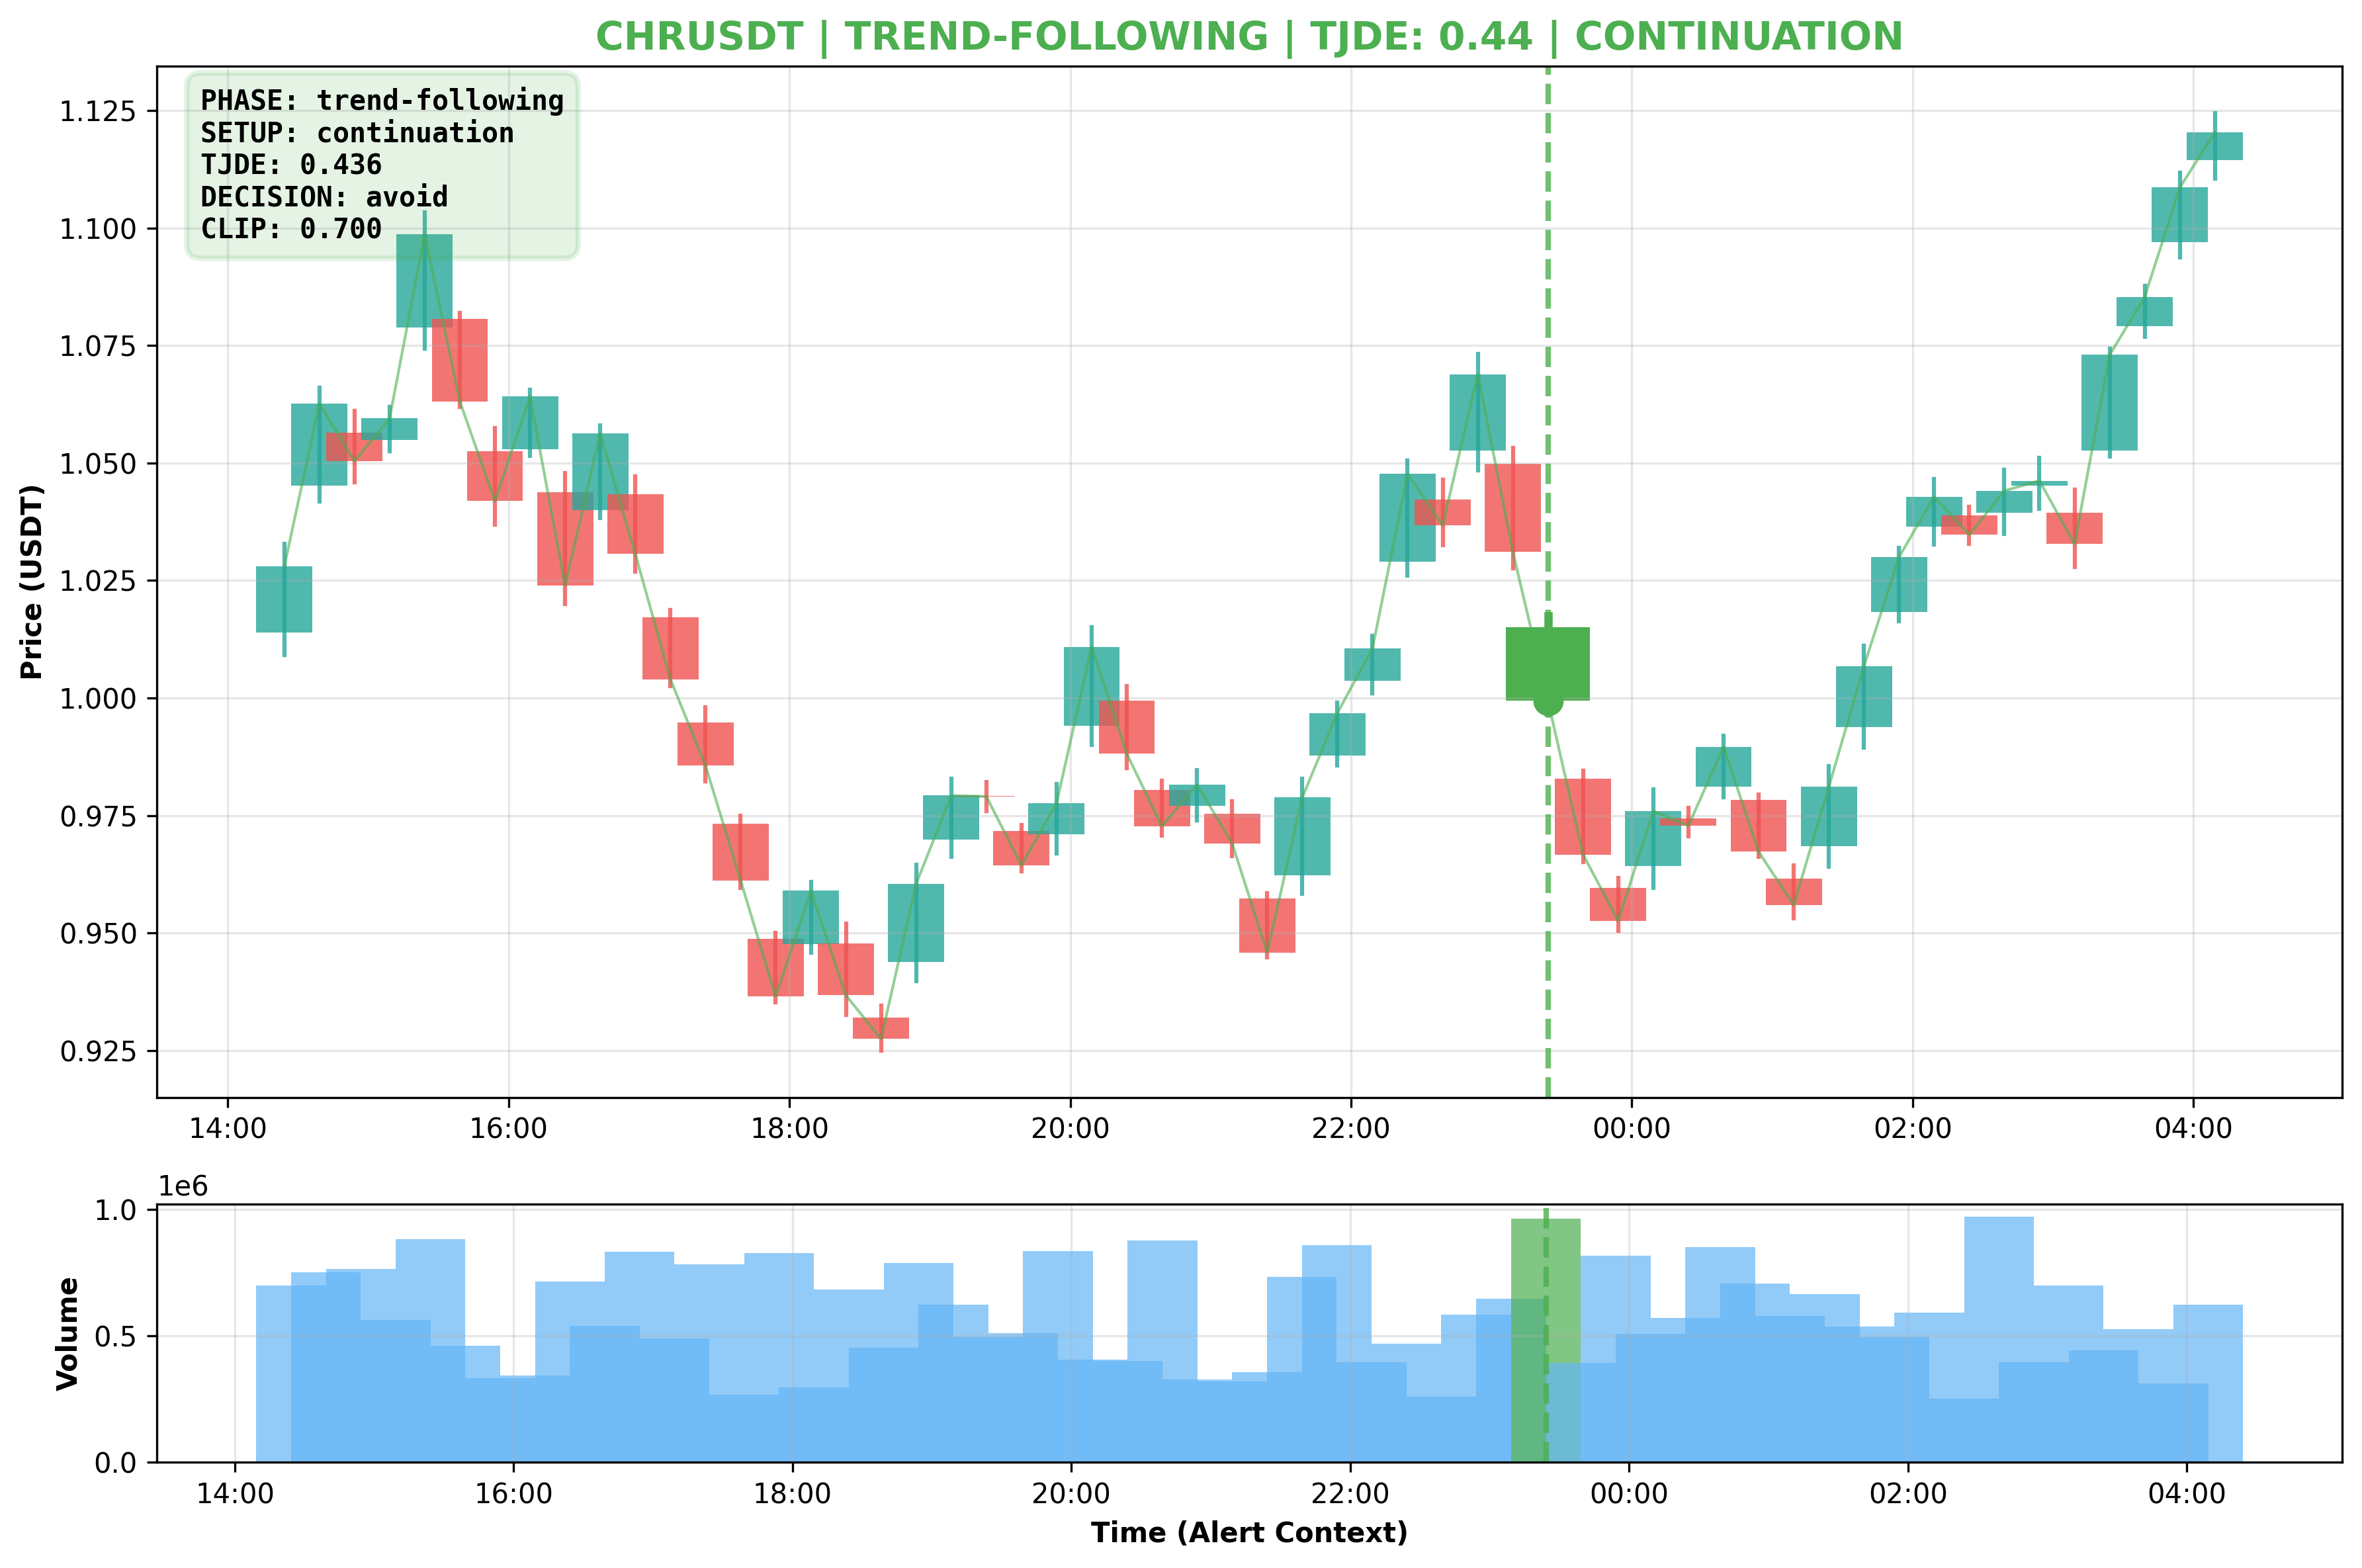 CHRUSDT | TREND-FOLLOWING | TJDE: 0.44 | CONTINUATION
PHASE: trend-following
SETUP: continuation
TJDE: 0.436
DECISION: avoid
CLIP: 0.700
Price (USDT)
1.125
1.100
1.075
1.050
1.025
1.000
0.975
0.950
0.925
14:00 16:00 18:00 20:00 22:00 00:00 02:00 04:00
1e6
Volume
1.0
0.5
0.0
14:00 16:00 18:00 20:00 22:00 00:00 02:00 04:00
Time (Alert Context)